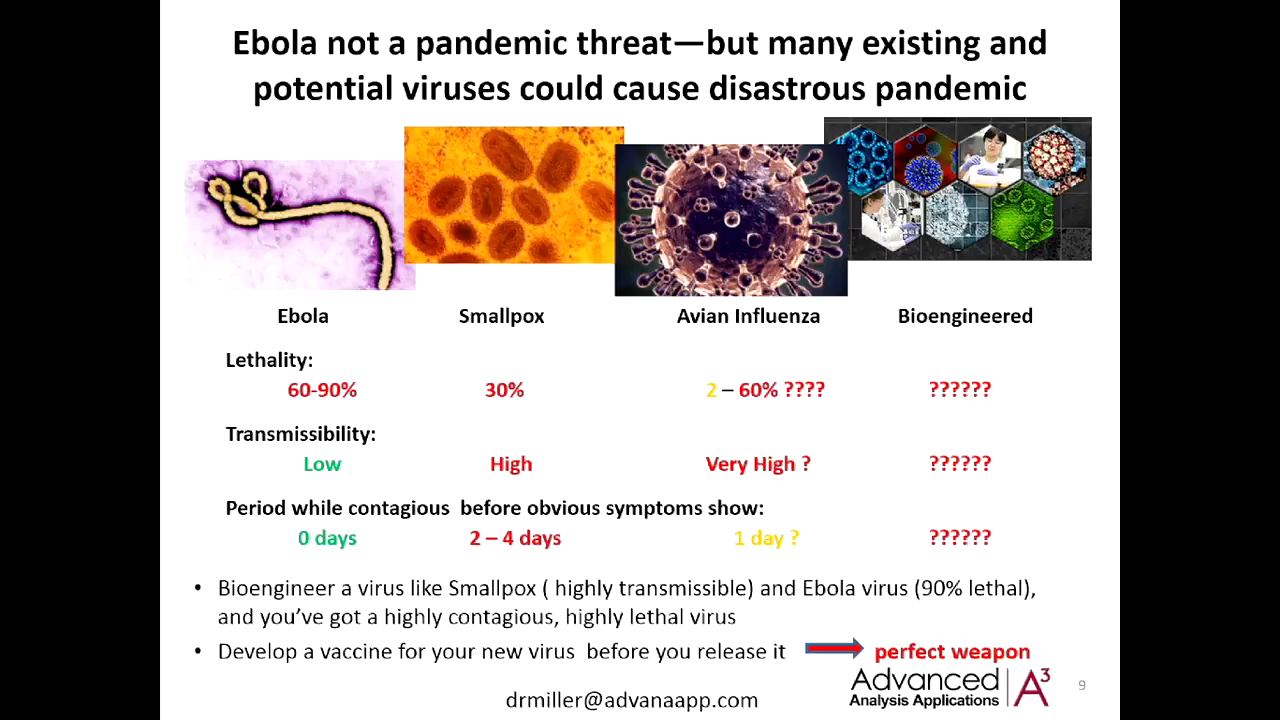 Ebola not a pandemic threat—but many existing and
potential viruses could cause disastrous pandemic
Ebola Smallpox Avian Influenza Bioengineered
Lethality:
60-90% 30% 2 – 60% ???? ??????
Transmissibility:
Low High Very High ? ??????
Period while contagious before obvious symptoms show:
0 days 2 – 4 days 1 day ? ??????
• Bioengineer a virus like Smallpox ( highly transmissible) and Ebola virus (90% lethal),
and you’ve got a highly contagious, highly lethal virus
• Develop a vaccine for your new virus before you release it perfect weapon
drmiller@advanaapp.com
Advanced
Analysis Applications
A3
9